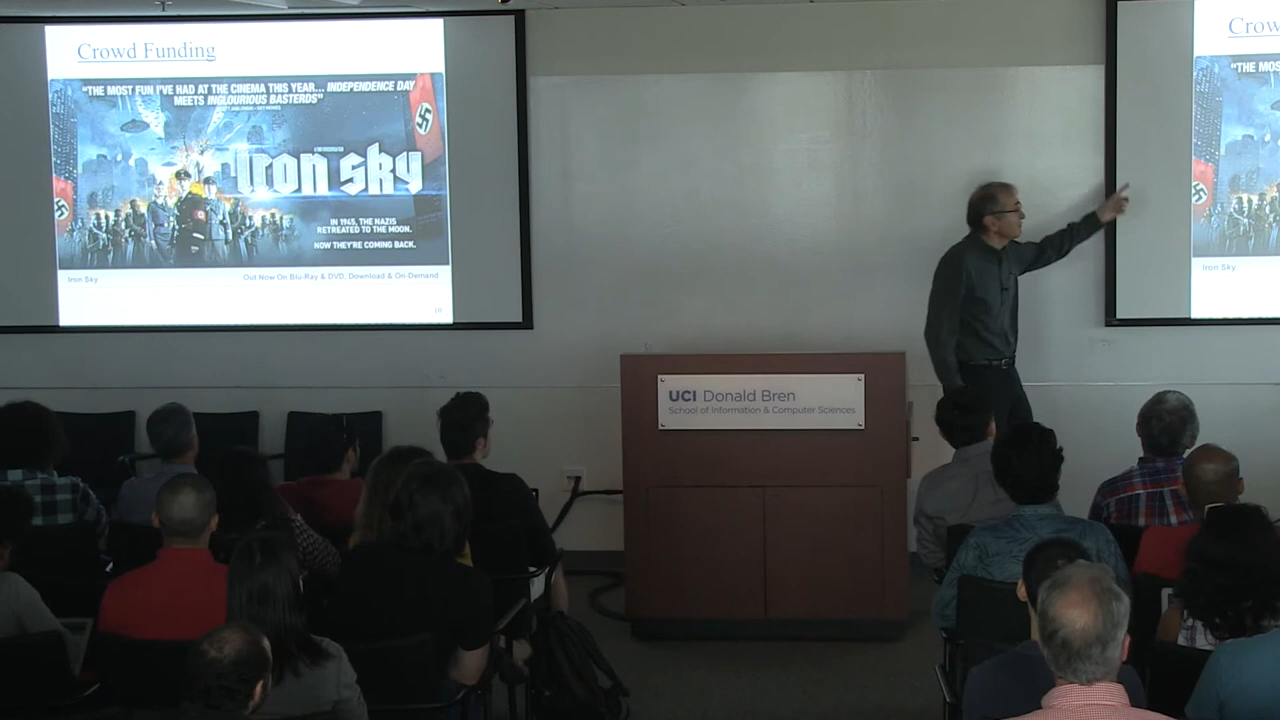 Crowd Funding
"THE MOST FUN I'VE HAD AT THE CINEMA THIS YEAR... INDEPENDENCE DAY
MEETS INGLOURIOUS BASTERDS"
Iron Sky
IN 1945, THE NAZIS
RETREATED TO THE MOON.
NOW THEY'RE COMING BACK.
Iron Sky
Out Now On Blu-Ray & DVD, Download & On-Demand
10
UCI Donald Bren
School of Information & Computer Sciences
Crow
"THE MOS
Iron Sky